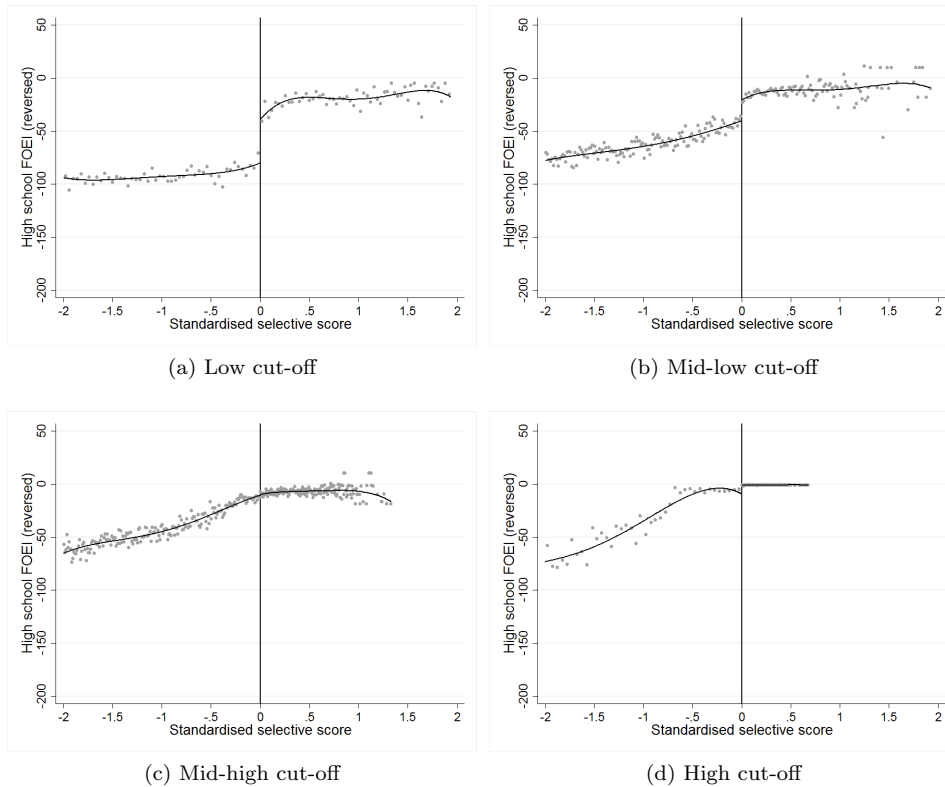 High school FOEI (reversed)
50
0
-50
-100
-150
-200
-2 -1.5 -1 -.5 0 .5 1 1.5 2
Standardised selective score
(a) Low cut-off
High school FOEI (reversed)
50
0
-50
-100
-150
-200
-2 -1.5 -1 -.5 0 .5 1 1.5 2
Standardised selective score
(b) Mid-low cut-off
High school FOEI (reversed)
50
0
-50
-100
-150
-200
-2 -1.5 -1 -.5 0 .5 1 1.5 2
Standardised selective score
(c) Mid-high cut-off
High school FOEI (reversed)
50
0
-50
-100
-150
-200
-2 -1.5 -1 -.5 0 .5 1 1.5 2
Standardised selective score
(d) High cut-off